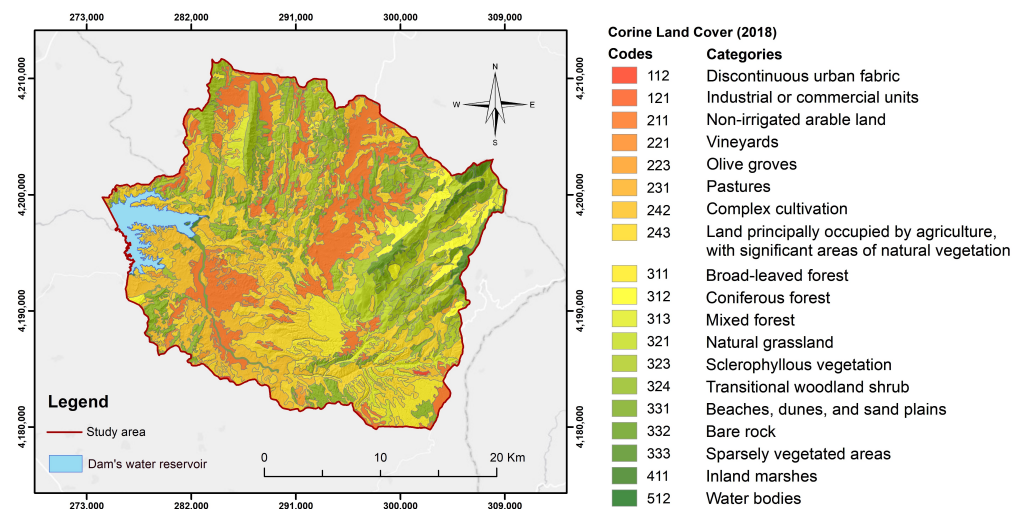 273,000 282,000 291,000 300,000 309,000
4,210,000 4,210,000
4,200,000 4,200,000
4,190,000 4,190,000
4,180,000 4,180,000
N
W E
S
Legend
Study area
Dam's water reservoir
0 10 20 Km
273,000 282,000 291,000 300,000 309,000
Corine Land Cover (2018)
Codes Categories
112 Discontinuous urban fabric
121 Industrial or commercial units
211 Non-irrigated arable land
221 Vineyards
223 Olive groves
231 Pastures
242 Complex cultivation
243 Land principally occupied by agriculture,
with significant areas of natural vegetation
311 Broad-leaved forest
312 Coniferous forest
313 Mixed forest
321 Natural grassland
323 Sclerophyllous vegetation
324 Transitional woodland shrub
331 Beaches, dunes, and sand plains
332 Bare rock
333 Sparsely vegetated areas
411 Inland marshes
512 Water bodies